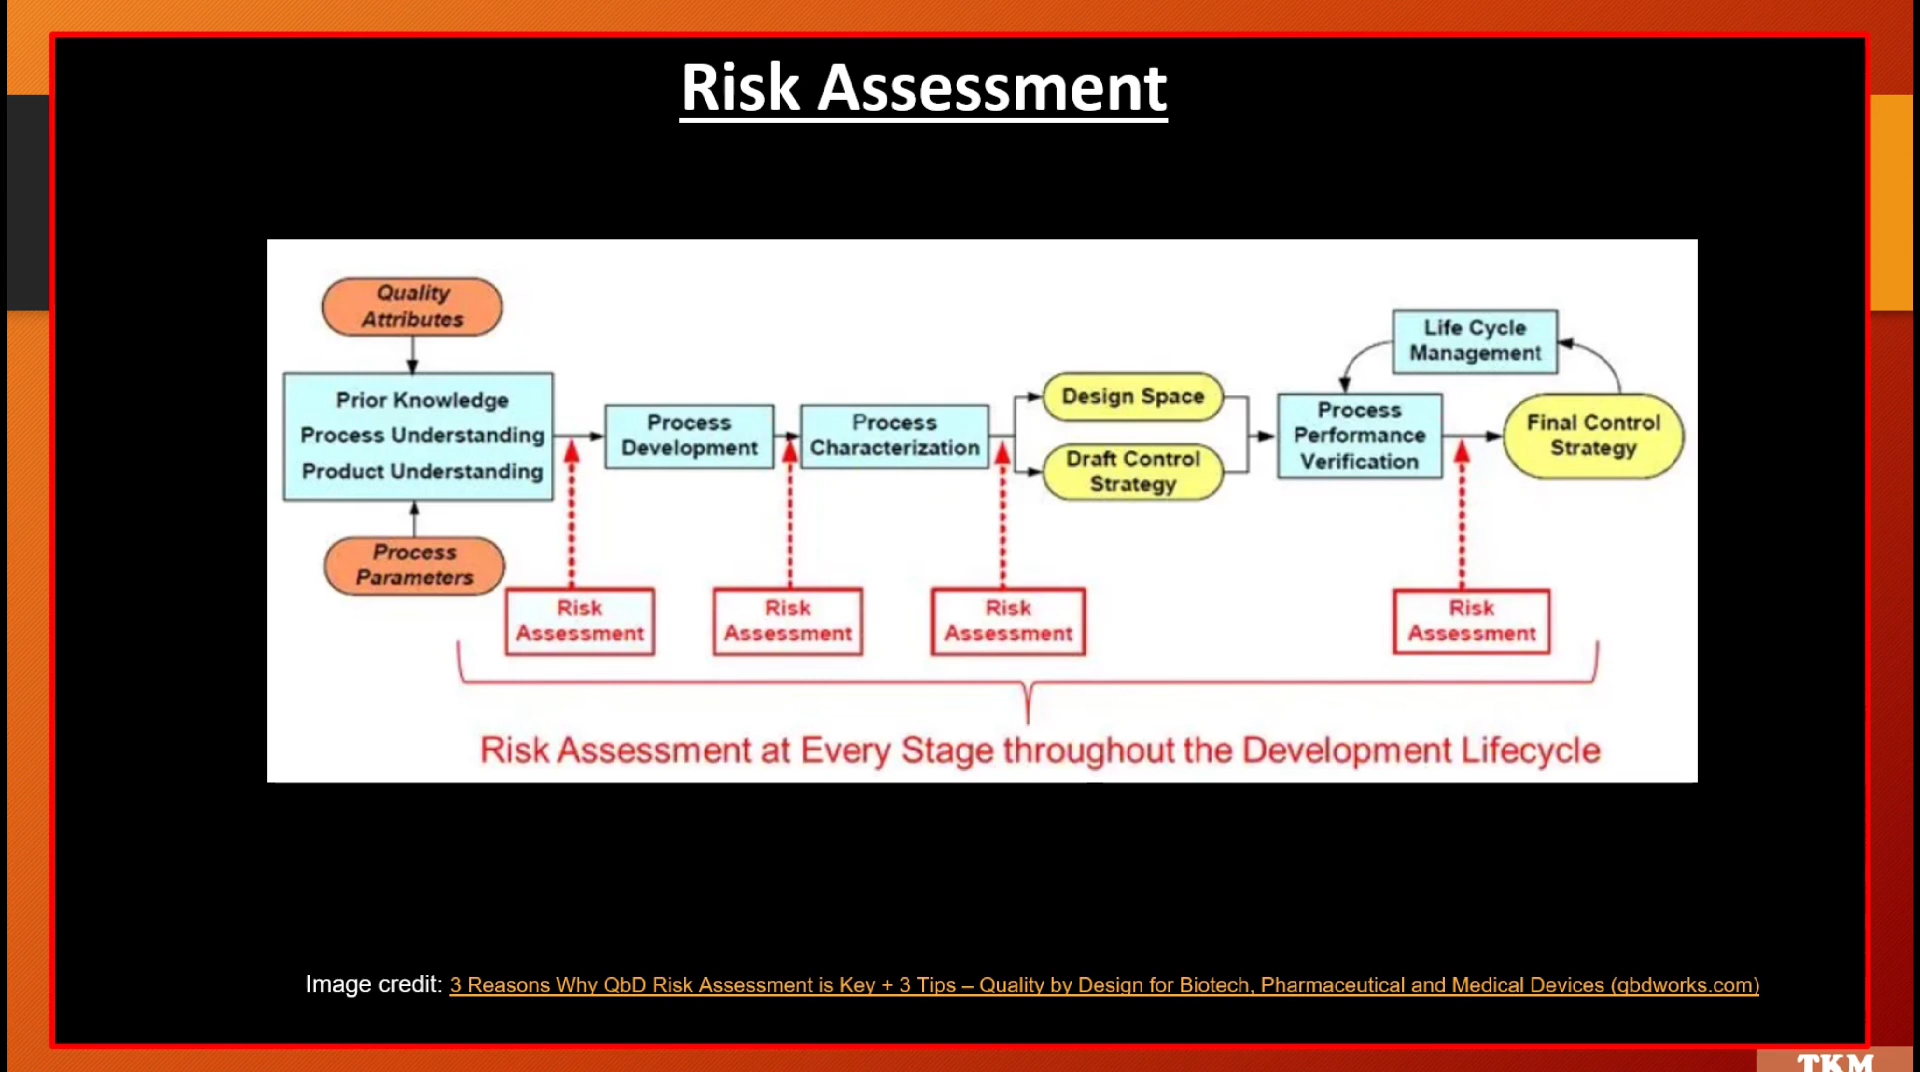 Risk Assessment
Quality
Attributes
Prior Knowledge
Process Understanding
Product Understanding
Process
Parameters
Process
Development
Process
Characterization
Design Space
Draft Control
Strategy
Process
Performance
Verification
Life Cycle
Management
Final Control
Strategy
Risk
Assessment
Risk
Assessment
Risk
Assessment
Risk
Assessment
Risk Assessment at Every Stage throughout the Development Lifecycle
Image credit: 3 Reasons Why QbD Risk Assessment is Key + 3 Tips – Quality by Design for Biotech, Pharmaceutical and Medical Devices (qbdworks.com)
TKM